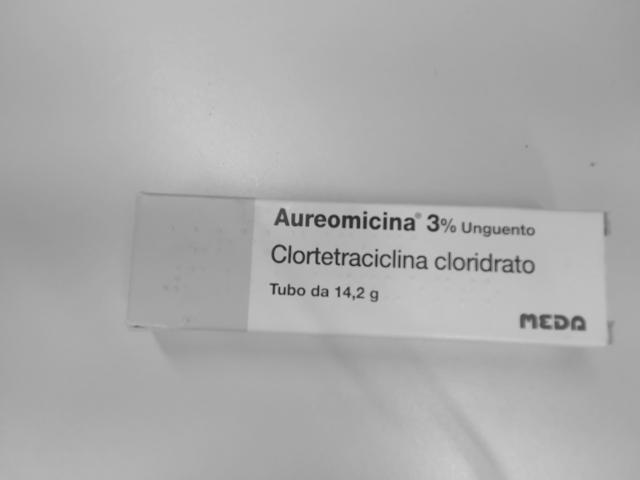 Aureomicina® 3% Unguento
Clortetraciclina cloridrato
Tubo da 14,2 g
MEDA